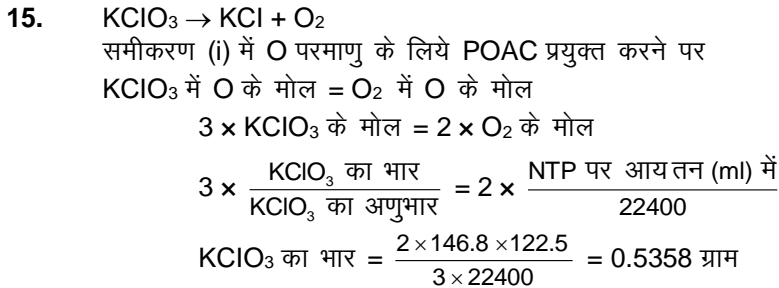 15. KClO₃ → KCl + O₂
समीकरण (i) में O परमाणु के लिये POAC प्रयुक्त करने पर
KClO₃ में O के मोल = O₂ में O के मोल
3 × KClO₃ के मोल = 2 × O₂ के मोल
3 × KClO₃ का भार / KClO₃ का अणुभार = 2 × NTP पर आयतन (ml) में / 22400
KClO₃ का भार = 2 × 146.8 × 122.5 / 3 × 22400 = 0.5358 ग्राम